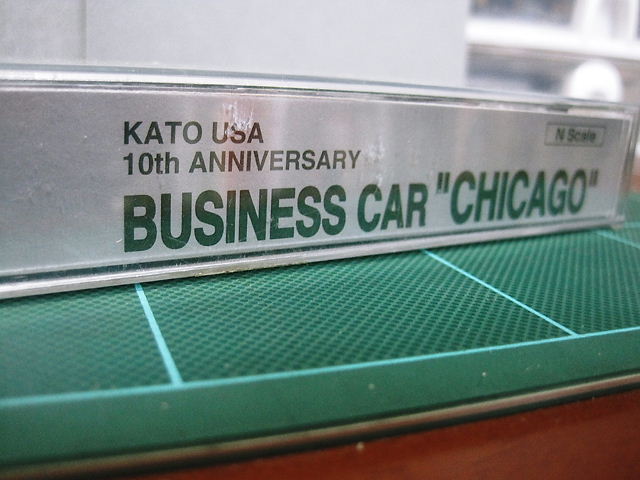 KATO USA
10th ANNIVERSARY
BUSINESS CAR "CHICAGO"
N Scale